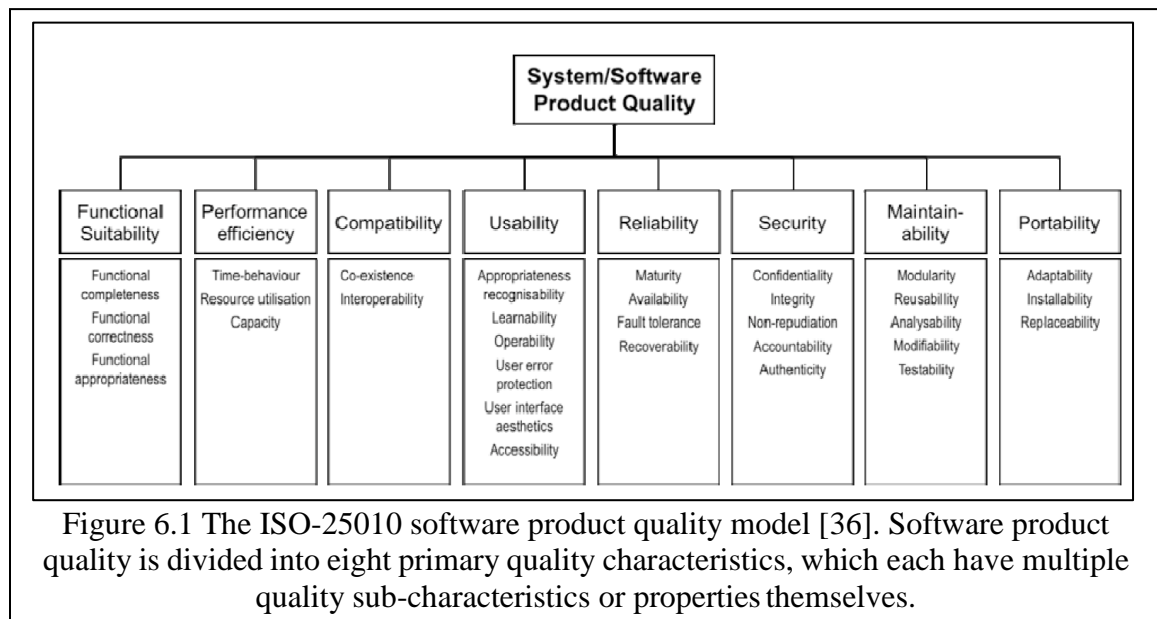 System/Software
Product Quality
Functional
Suitability
Performance
efficiency
Compatibility
Usability
Reliability
Security
Maintain-
ability
Portability
Functional
completeness
Functional
correctness
Functional
appropriateness
Time-behaviour
Resource utilisation
Capacity
Co-existence
Interoperability
Appropriateness
recognisability
Learnability
Operability
User error
protection
User interface
aesthetics
Accessibility
Maturity
Availability
Fault tolerance
Recoverability
Confidentiality
Integrity
Non-repudiation
Accountability
Authenticity
Modularity
Reusabillity
Analysability
Modifiability
Testability
Adaptability
Installability
Replaceability
Figure 6.1 The ISO-25010 software product quality model [36]. Software product
quality is divided into eight primary quality characteristics, which each have multiple
quality sub-characteristics or properties themselves.